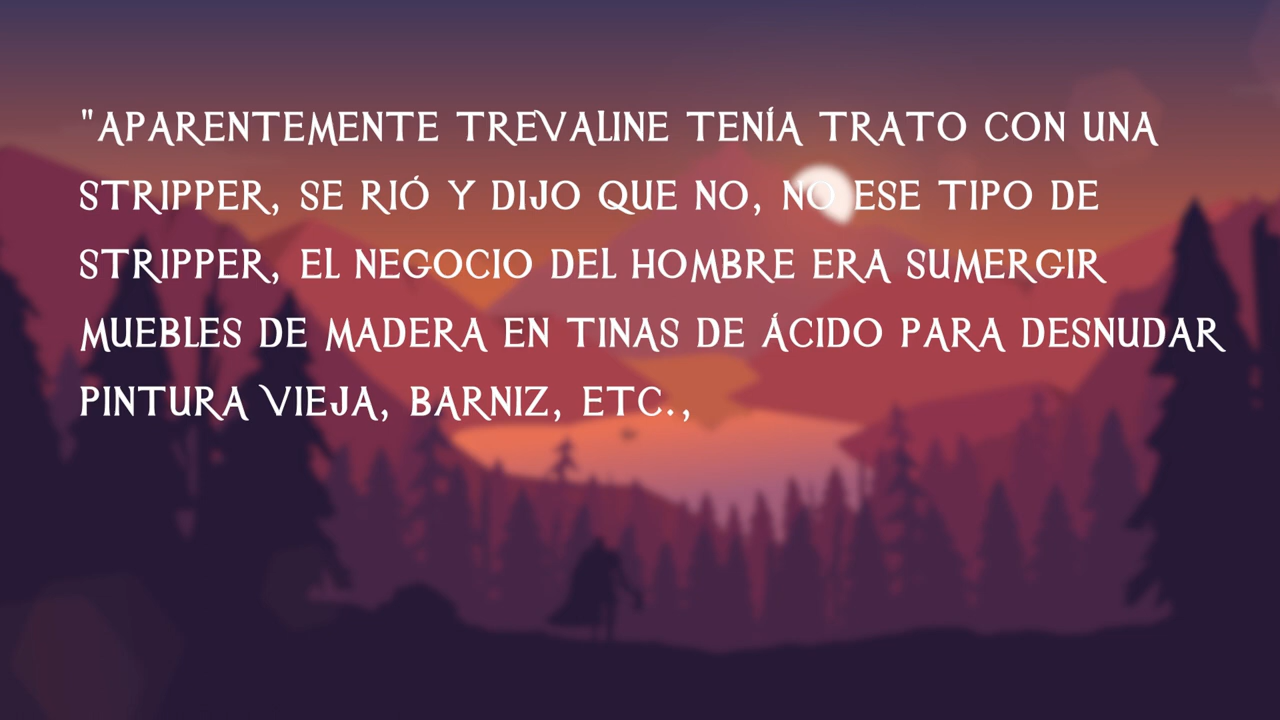 "APARENTEMENTE TREVALINE TENÍA TRATO CON UNA
STRIPPER, SE RIÓ Y DIJO QUE NO, NO ESE TIPO DE
STRIPPER, EL NEGOCIO DEL HOMBRE ERA SUMERGIR
MUEBLES DE MADERA EN TINAS DE ÁCIDO PARA DESNUDAR
PINTURA VIEJA, BARNIZ, ETC.,